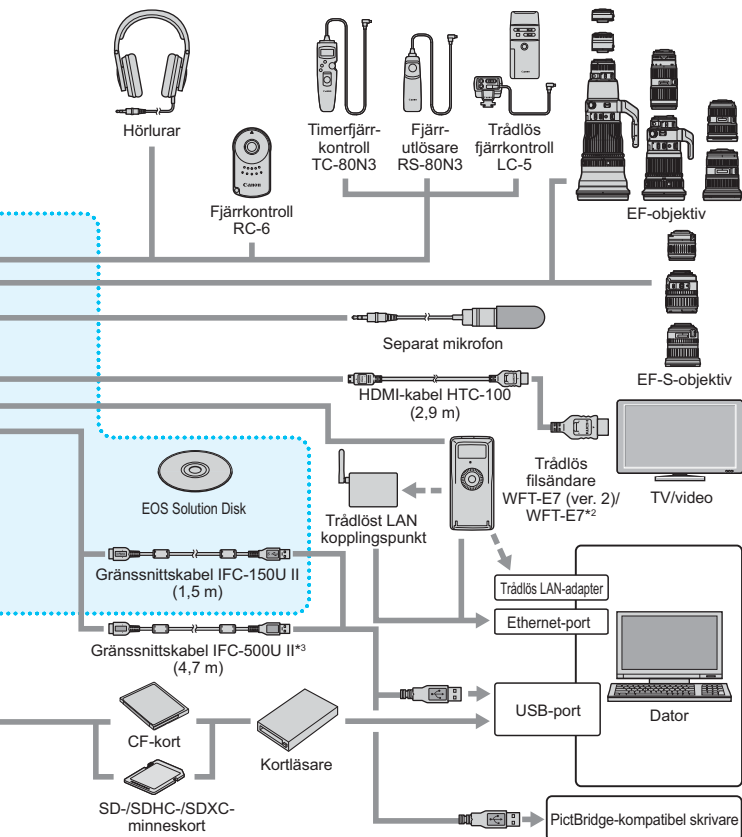 Hörlurar
Canon
Fjärrkontroll
RC-6
Timerfjärr-
kontroll
TC-80N3
Fjärr-
utlösare
RS-80N3
Trådlös
fjärrkontroll
LC-5
EF-objektiv
EF-S-objektiv
Separat mikrofon
HDMI-kabel HTC-100
(2,9 m)
TV/video
Trådlös
filsändare
WFT-E7 (ver. 2)/
WFT-E7*2
EOS Solution Disk
Trådlöst LAN
kopplingspunkt
Gränssnittskabel IFC-150U II
(1,5 m)
Gränssnittskabel IFC-500U II*3
(4,7 m)
Trådlös LAN-adapter
Ethernet-port
USB-port
Dator
CF-kort
SD-/SDHC-/SDXC-
minneskort
Kortläsare
PictBridge-kompatibel skrivare